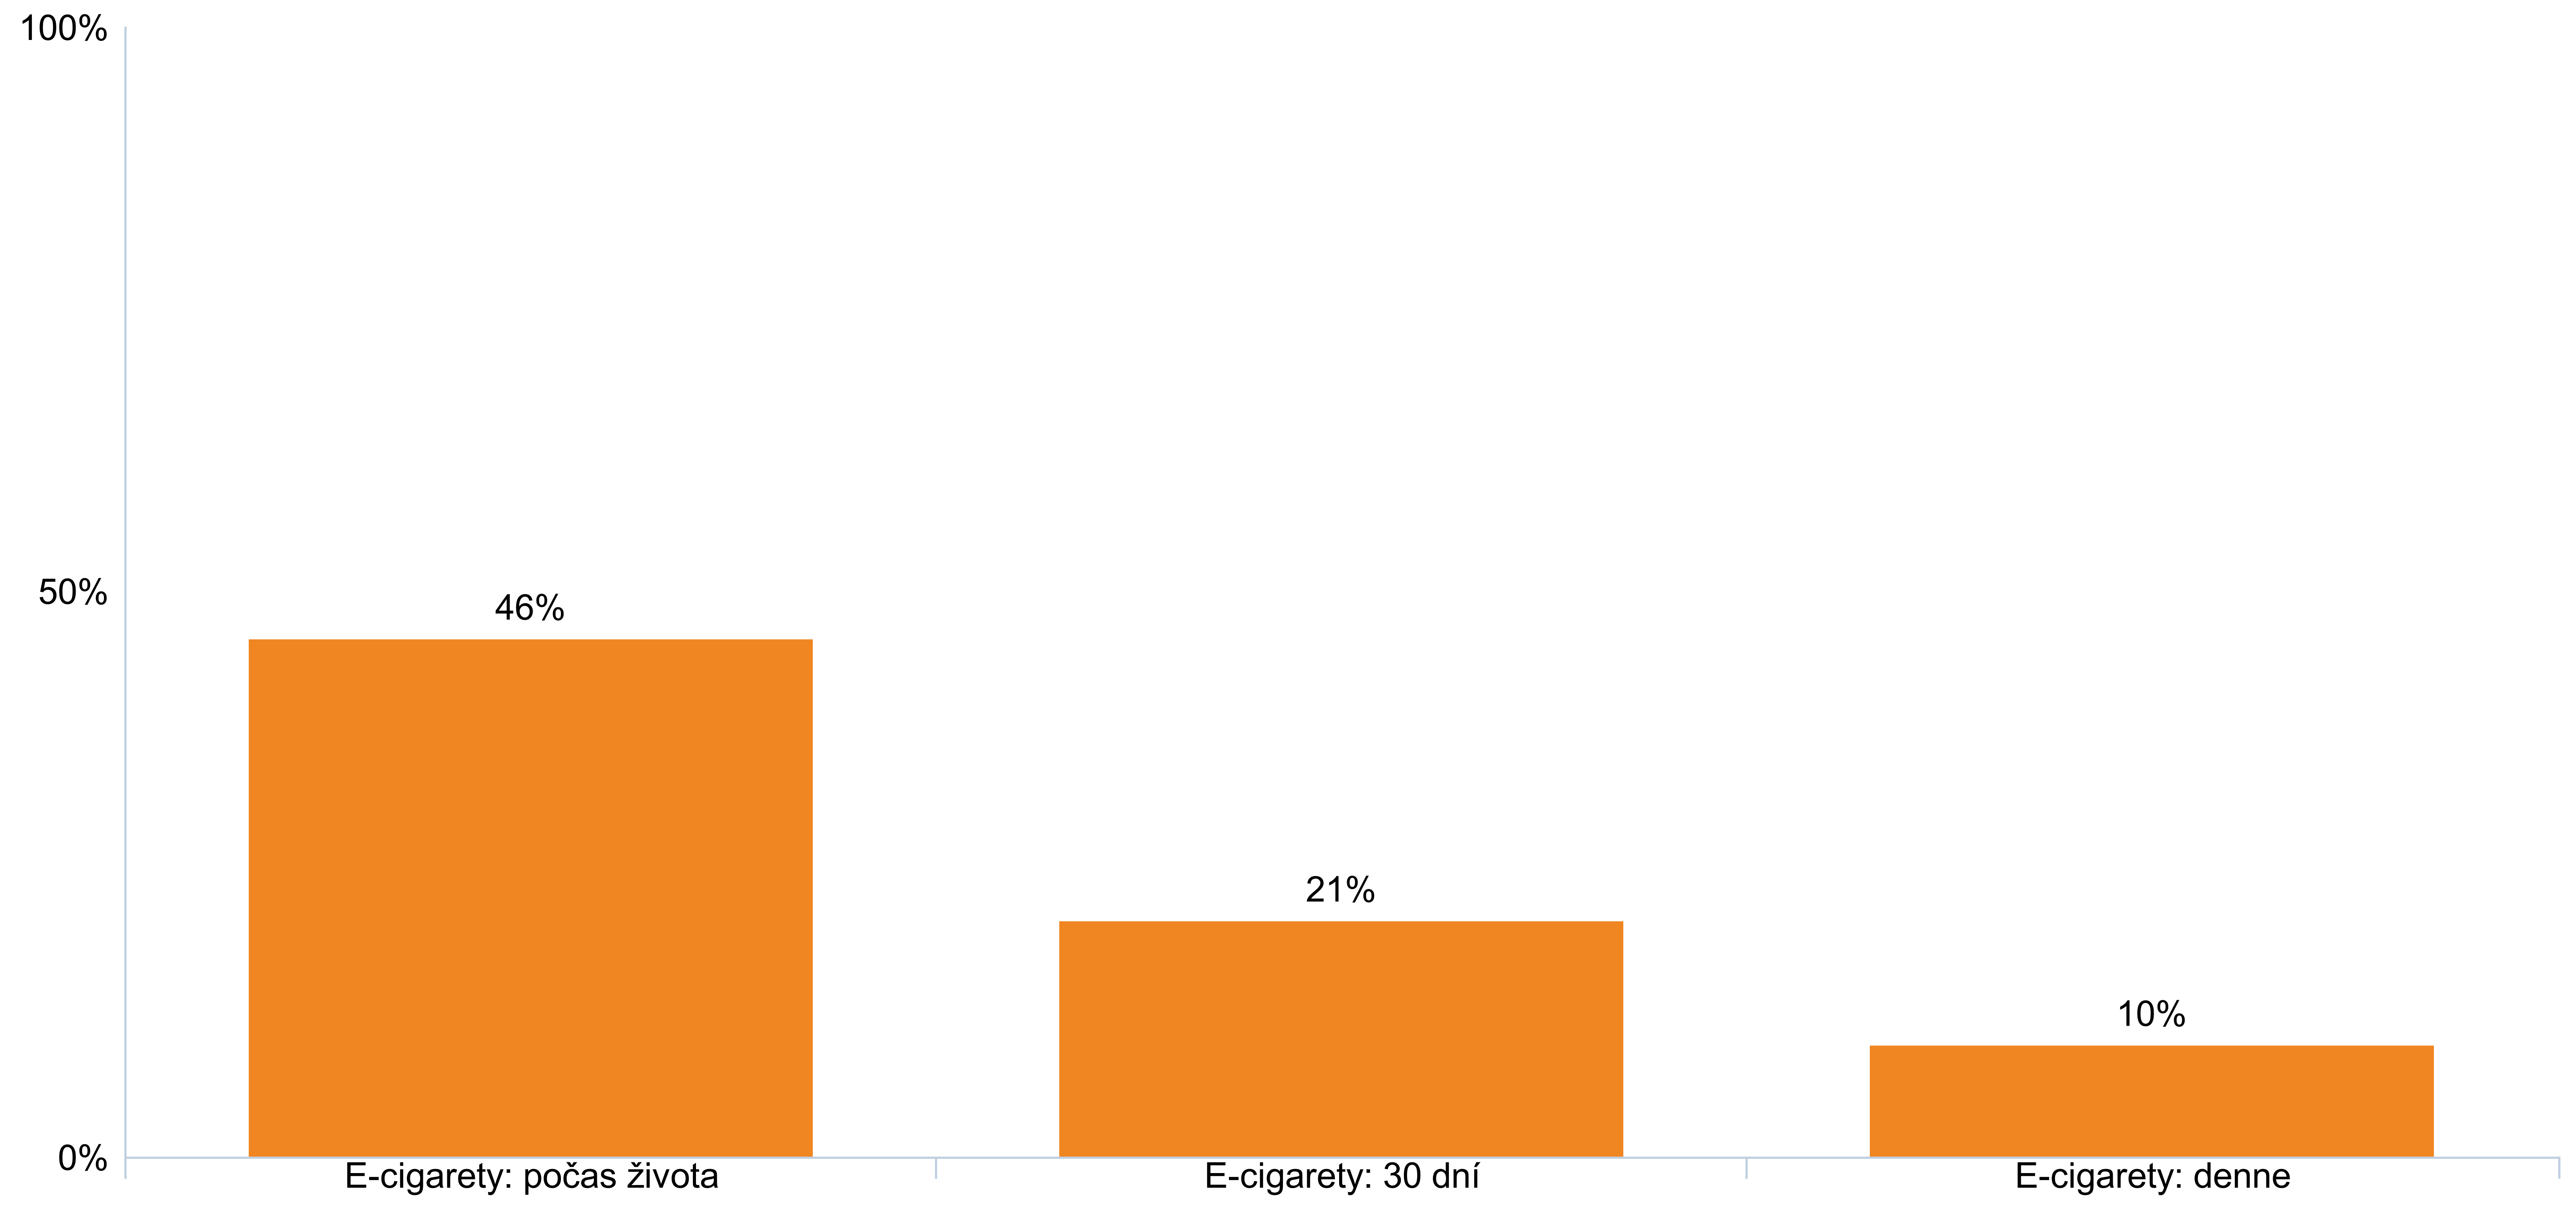 100%
50%
0%
46%
21%
10%
E-cigarety: počas života
E-cigarety: 30 dní
E-cigarety: denne